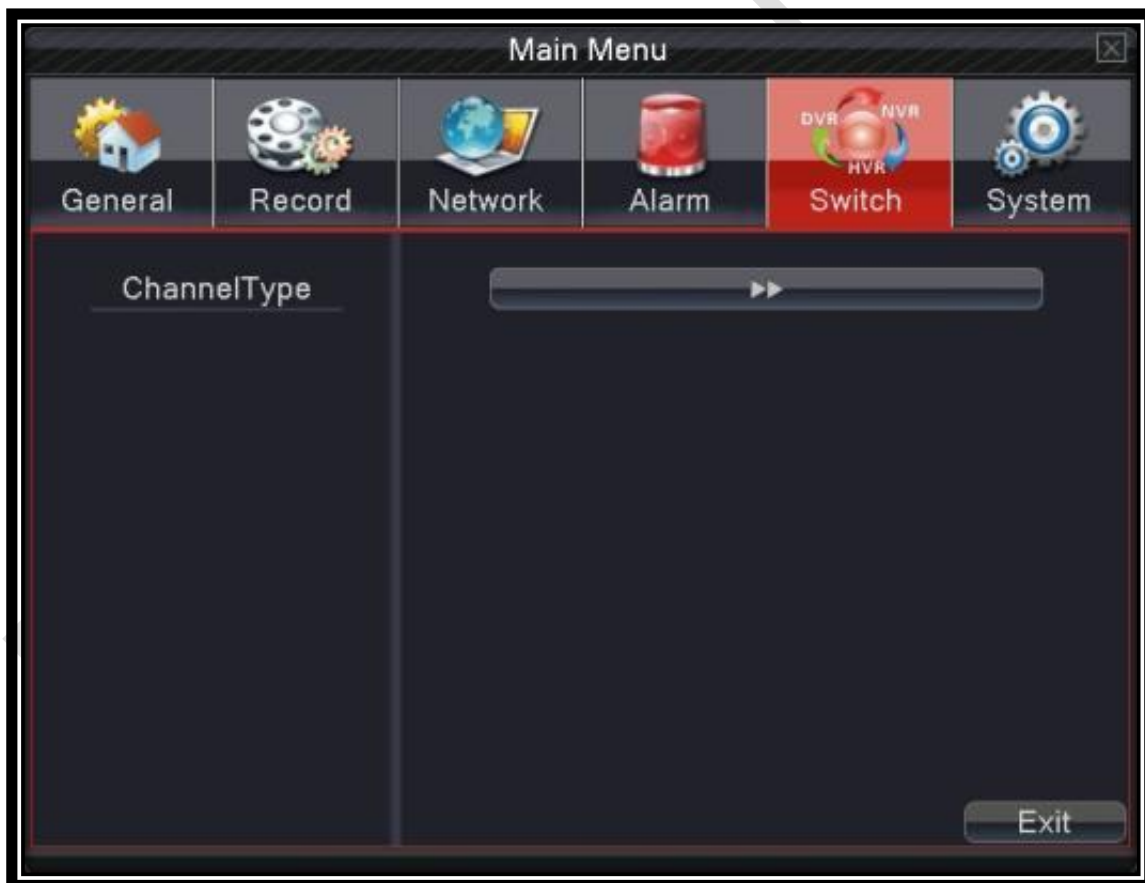 Main Menu
DVR NVR
HVR
General Record Network Alarm Switch System
ChannelType
Exit